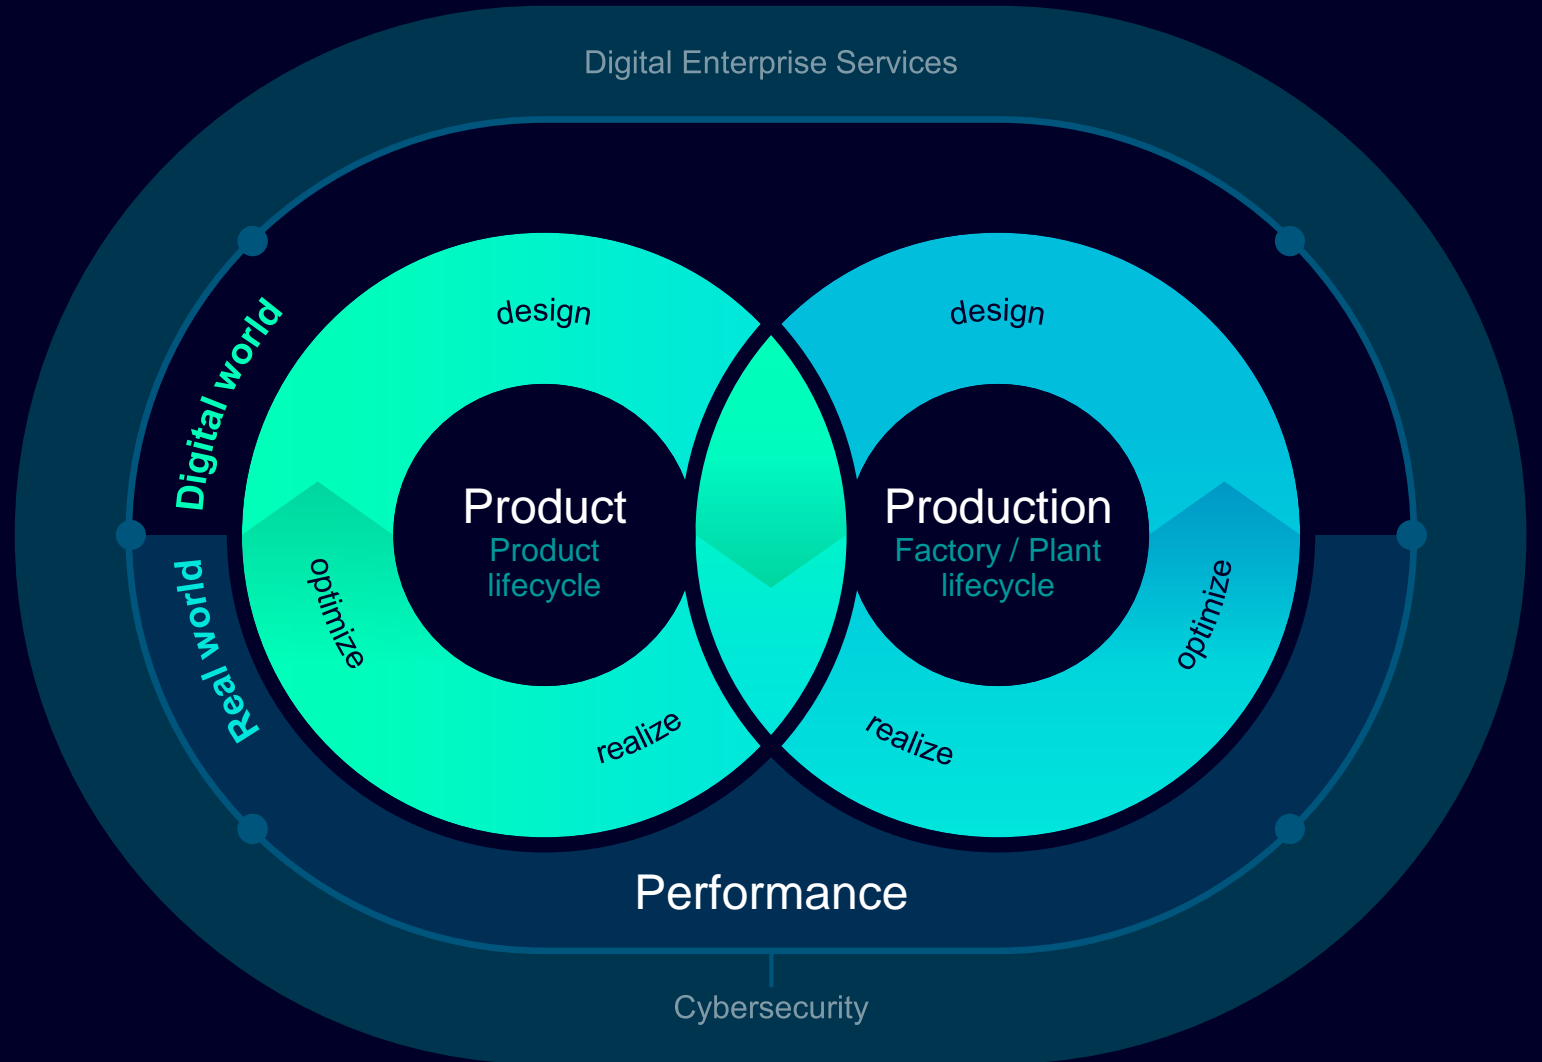 Digital Enterprise Services
Digital world
Real world
design
optimize
realize
Product
Product
lifecycle
design
optimize
realize
Production
Factory / Plant
lifecycle
Performance
Cybersecurity